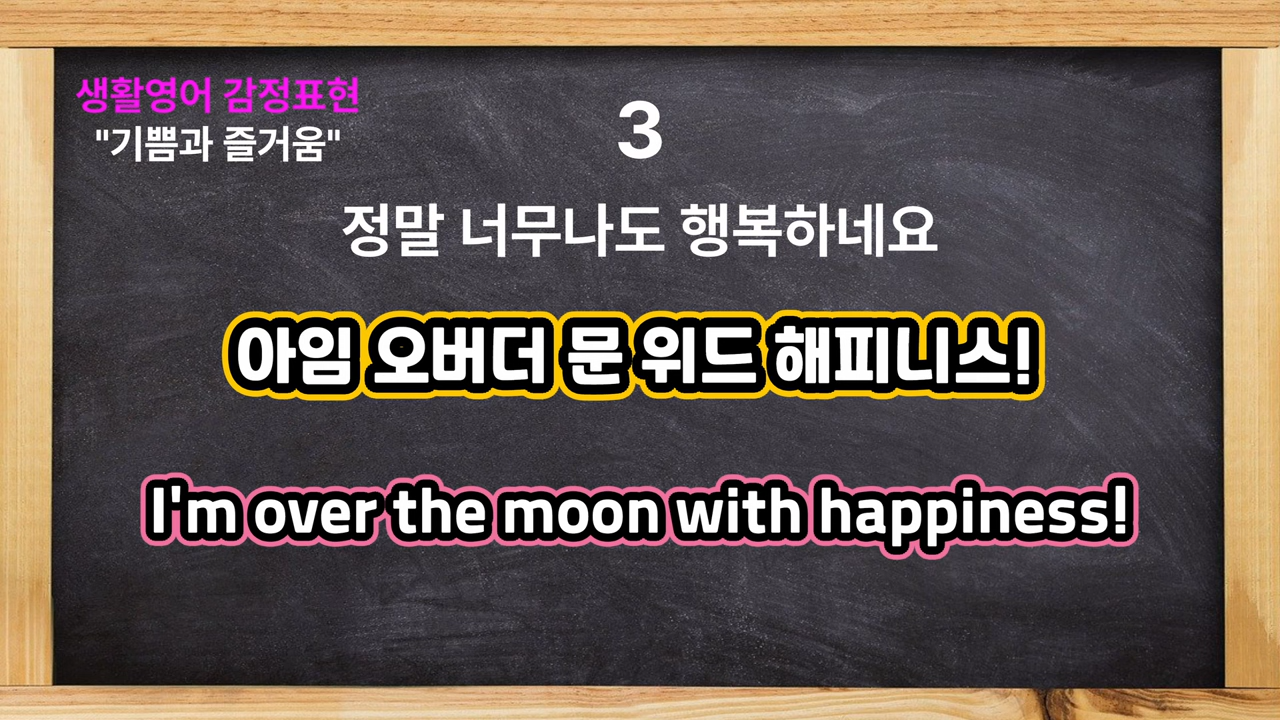 생활영어 감정표현
"기쁨과 즐거움"
3
정말 너무나도 행복하네요
아임 오버더 문 위드 해피니스!
I'm over the moon with happiness!